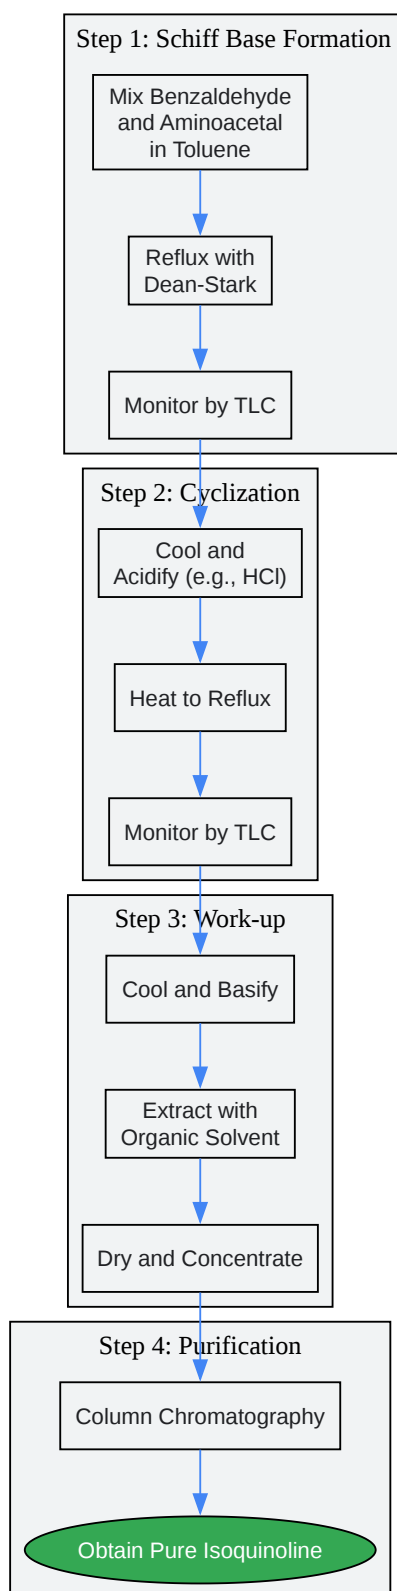 Step 1: Schiff Base Formation
Mix Benzaldehyde
and Aminoacetal
in Toluene
Reflux with
Dean-Stark
Monitor by TLC
Step 2: Cyclization
Cool and
Acidify (e.g., HCl)
Heat to Reflux
Monitor by TLC
Step 3: Work-up
Cool and Basify
Extract with
Organic Solvent
Dry and Concentrate
Step 4: Purification
Column Chromatography
Obtain Pure Isoquinoline